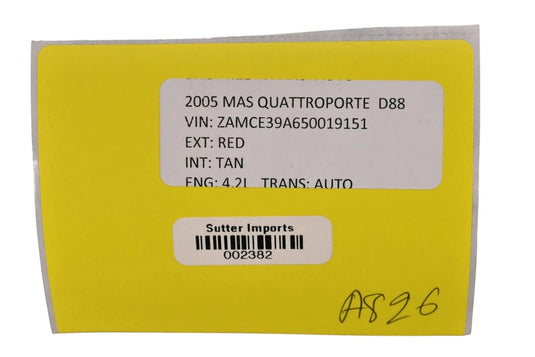 2005 MAS QUATTROPORTE D88
VIN: ZAMCE39A650019151
EXT: RED
INT: TAN
ENG: 4.2L TRANS: AUTO
Sutter Imports
002382
A826